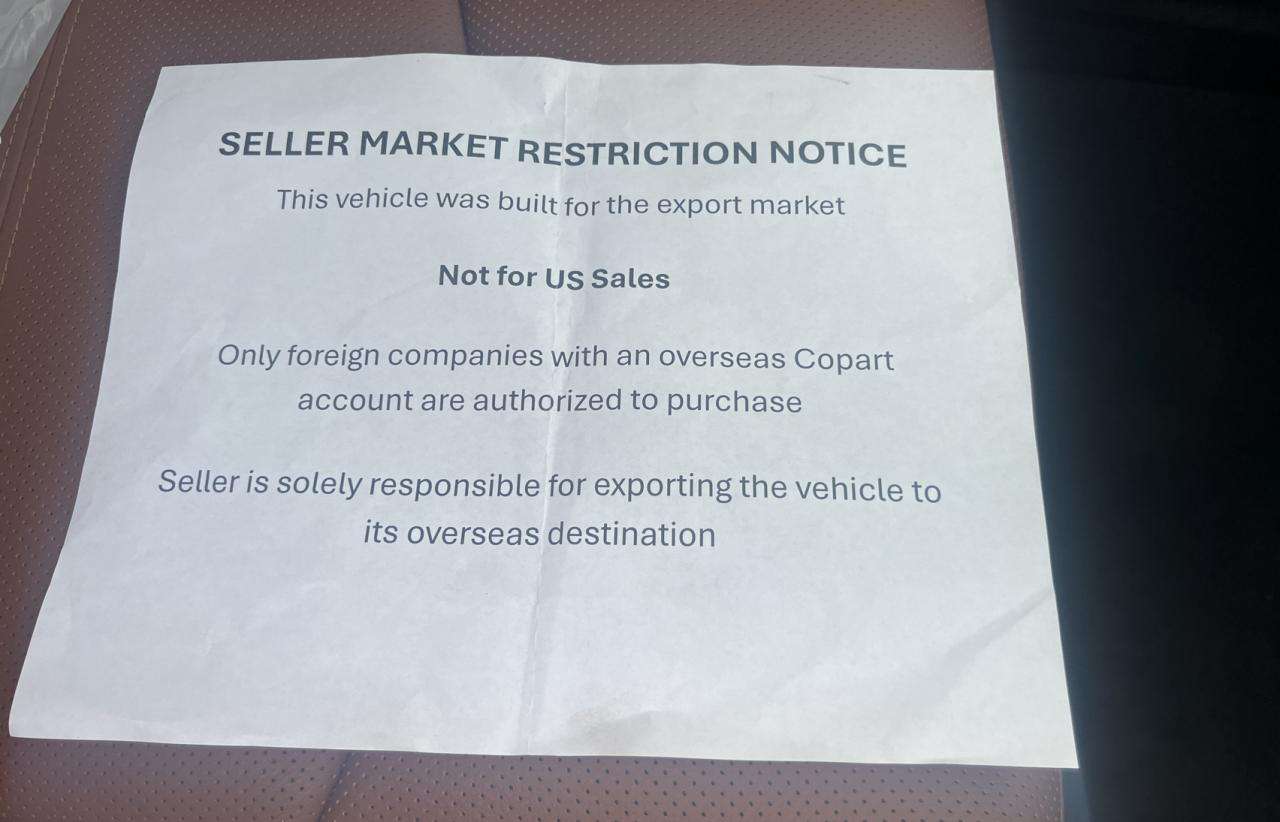 SELLER MARKET RESTRICTION NOTICE
This vehicle was built for the export market
Not for US Sales
Only foreign companies with an overseas Copart
account are authorized to purchase
Seller is solely responsible for exporting the vehicle to
its overseas destination